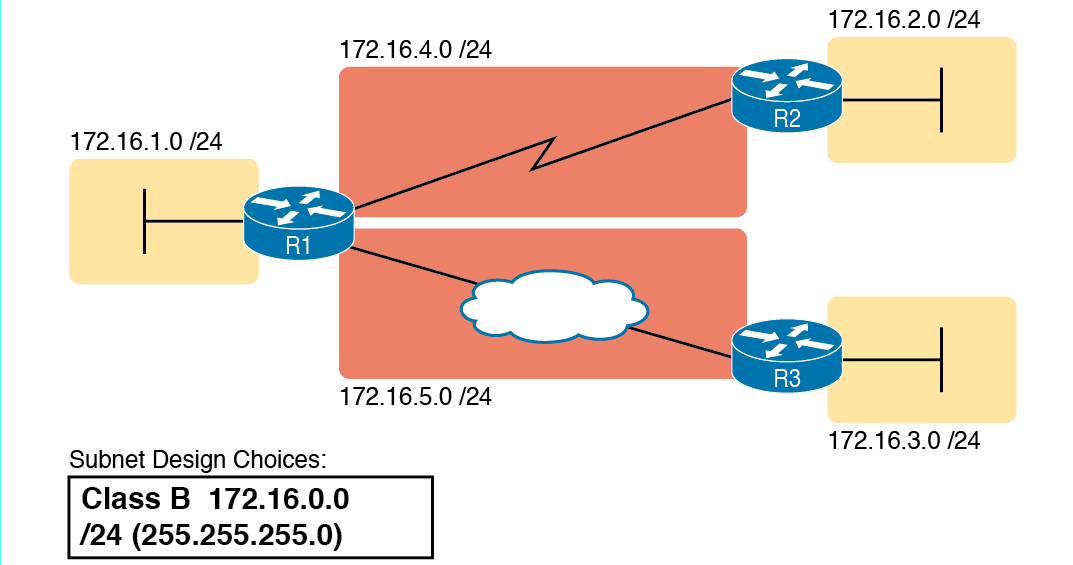 172.16.2.0 /24
172.16.4.0 /24
R2
172.16.1.0 /24
R1
R3
172.16.5.0 /24
172.16.3.0 /24
Subnet Design Choices:
Class B 172.16.0.0
/24 (255.255.255.0)